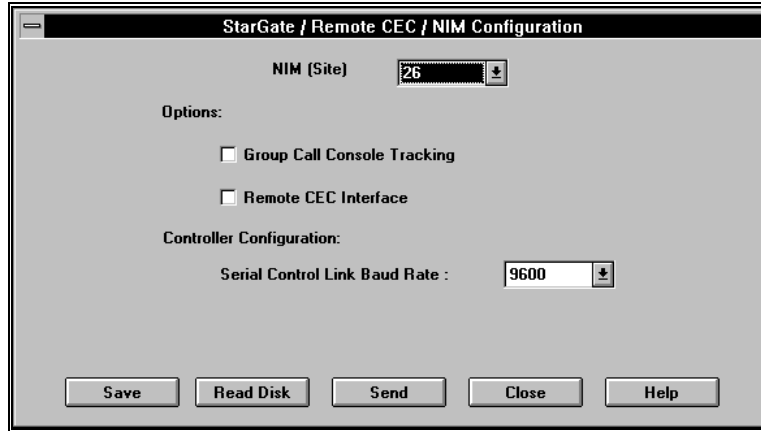 StarGate / Remote CEC / NIM Configuration
NIM (Site) 26
Options:
Group Call Console Tracking
Remote CEC Interface
Controller Configuration:
Serial Control Link Baud Rate : 9600
Save Read Disk Send Close Help